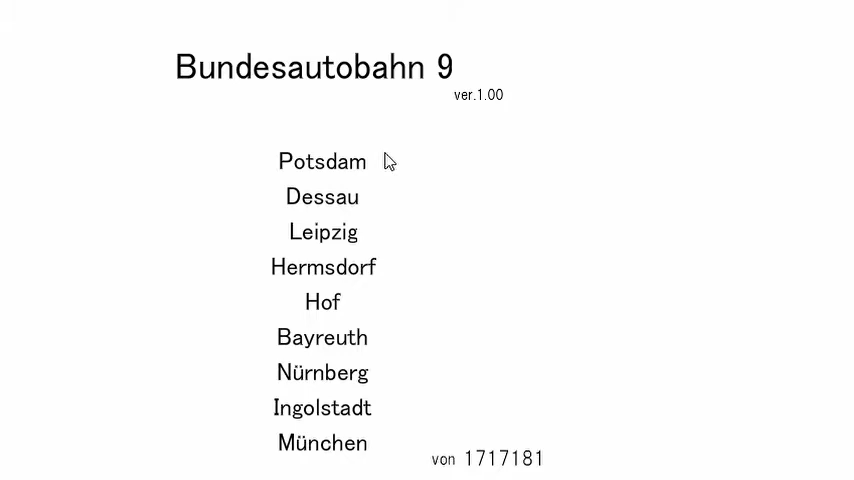 Bundesautobahn 9
ver.1.00
Potsdam
Dessau
Leipzig
Hermsdorf
Hof
Bayreuth
Nürnberg
Ingolstadt
München
von 1717181